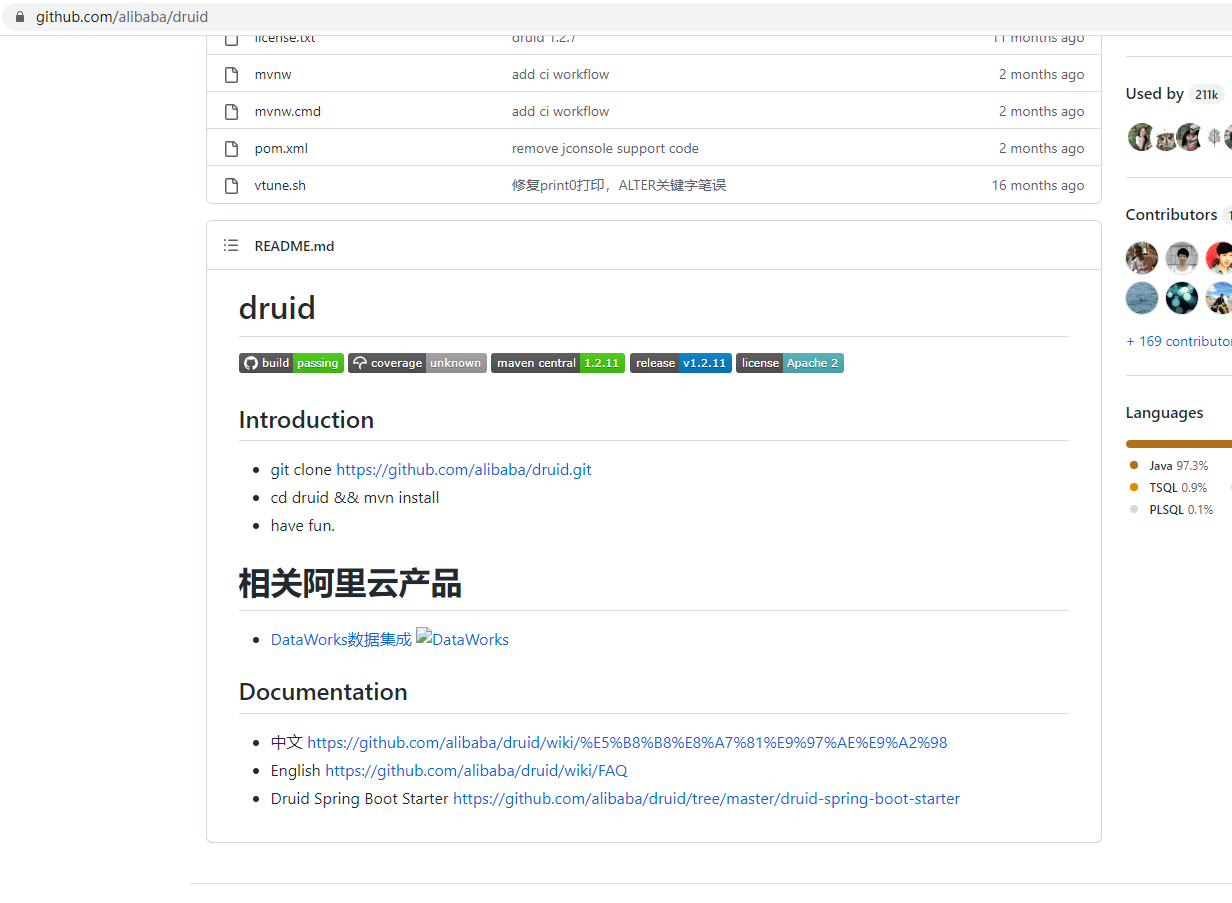 github.com/alibaba/druid
license.txt druid 1.2.7 11 months ago
mvnw add ci workflow 2 months ago
mvnw.cmd add ci workflow 2 months ago
pom.xml remove jconsole support code 2 months ago
vtune.sh 修复print0打印，ALTER关键字笔误 16 months ago
README.md
druid
build passing coverage unknown maven central 1.2.11 release v1.2.11 license Apache 2
Introduction
git clone https://github.com/alibaba/druid.git
cd druid && mvn install
have fun.
相关阿里云产品
DataWorks数据集成 DataWorks
Documentation
中文 https://github.com/alibaba/druid/wiki/%E5%B8%B8%E8%A7%81%E9%97%AE%E9%A2%98
English https://github.com/alibaba/druid/wiki/FAQ
Druid Spring Boot Starter https://github.com/alibaba/druid/tree/master/druid-spring-boot-starter
Used by 211k
Contributors
+ 169 contributo
Languages
Java 97.3%
TSQL 0.9%
PLSQL 0.1%